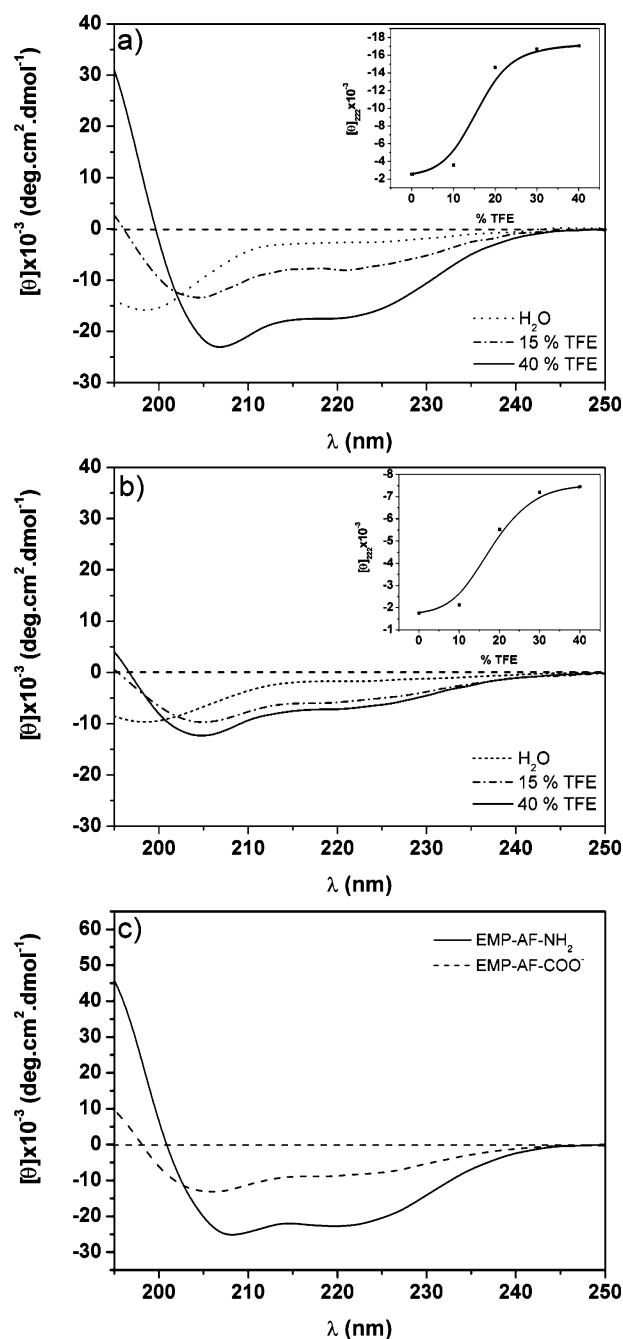 a)
[θ]x10⁻³ (deg.cm².dmol⁻¹)
40
30
20
10
0
-10
-20
-30
200 210 220 230 240 250
λ (nm)
H₂O
15 % TFE
40 % TFE
[θ]₂₂₂x10⁻³
-18
-16
-14
-12
-10
-8
-6
-4
-2
0 10 20 30 40
% TFE
b)
[θ]x10⁻³ (deg.cm².dmol⁻¹)
40
30
20
10
0
-10
-20
-30
200 210 220 230 240 250
λ (nm)
H₂O
15 % TFE
40 % TFE
[θ]₂₂₂x10⁻³
-8
-7
-6
-5
-4
-3
-2
-1
0 10 20 30 40
% TFE
c)
[θ]x10⁻³ (deg.cm².dmol⁻¹)
60
50
40
30
20
10
0
-10
-20
-30
200 210 220 230 240 250
λ (nm)
EMP-AF-NH₂
EMP-AF-COO⁻